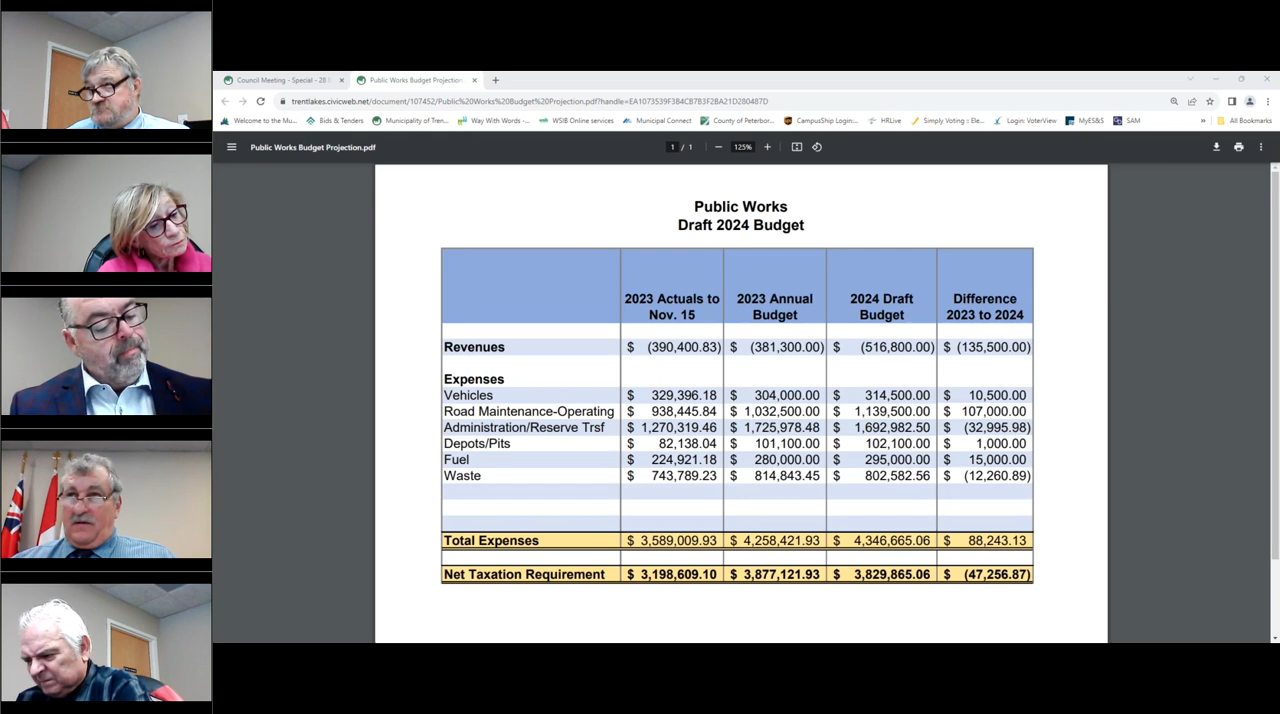 Council Meeting - Special - 28
Public Works Budget Projection
trentlakes.civicweb.net/document/107452/Public%20Works%20Budget%20Projection.pdf?handle=EA1073539F3B4CB7B3F2BA21D280487D
Welcome to the Mu... Bids & Tenders Municipality of Tren... Way With Words -... WSIB Online services Municipal Connect County of Peterbor... CampusShip Login:... HRLive Simply Voting :: Ele... Login: VoterView MyES&S SAM » All Bookmarks
Public Works Budget Projection.pdf 1 / 1 125%
Public Works
Draft 2024 Budget
2023 Actuals to Nov. 15 2023 Annual Budget 2024 Draft Budget Difference 2023 to 2024
Revenues $ (390,400.83) $ (381,300.00) $ (516,800.00) $ (135,500.00)
Expenses
Vehicles $ 329,396.18 $ 304,000.00 $ 314,500.00 $ 10,500.00
Road Maintenance-Operating $ 938,445.84 $ 1,032,500.00 $ 1,139,500.00 $ 107,000.00
Administration/Reserve Trsf $ 1,270,319.46 $ 1,725,978.48 $ 1,692,982.50 $ (32,995.98)
Depots/Pits $ 82,138.04 $ 101,100.00 $ 102,100.00 $ 1,000.00
Fuel $ 224,921.18 $ 280,000.00 $ 295,000.00 $ 15,000.00
Waste $ 743,789.23 $ 814,843.45 $ 802,582.56 $ (12,260.89)
Total Expenses $ 3,589,009.93 $ 4,258,421.93 $ 4,346,665.06 $ 88,243.13
Net Taxation Requirement $ 3,198,609.10 $ 3,877,121.93 $ 3,829,865.06 $ (47,256.87)